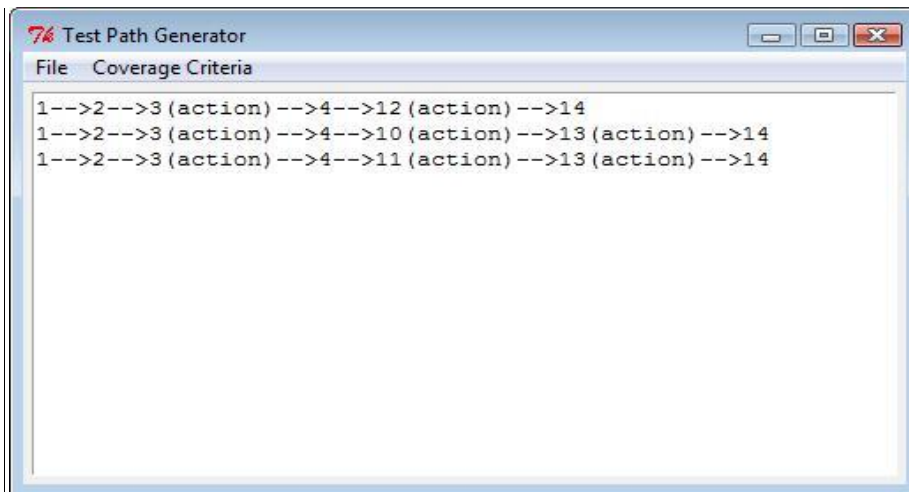 Test Path Generator
File Coverage Criteria
1-->2-->3(action)-->4-->12(action)-->14
1-->2-->3(action)-->4-->10(action)-->13(action)-->14
1-->2-->3(action)-->4-->11(action)-->13(action)-->14